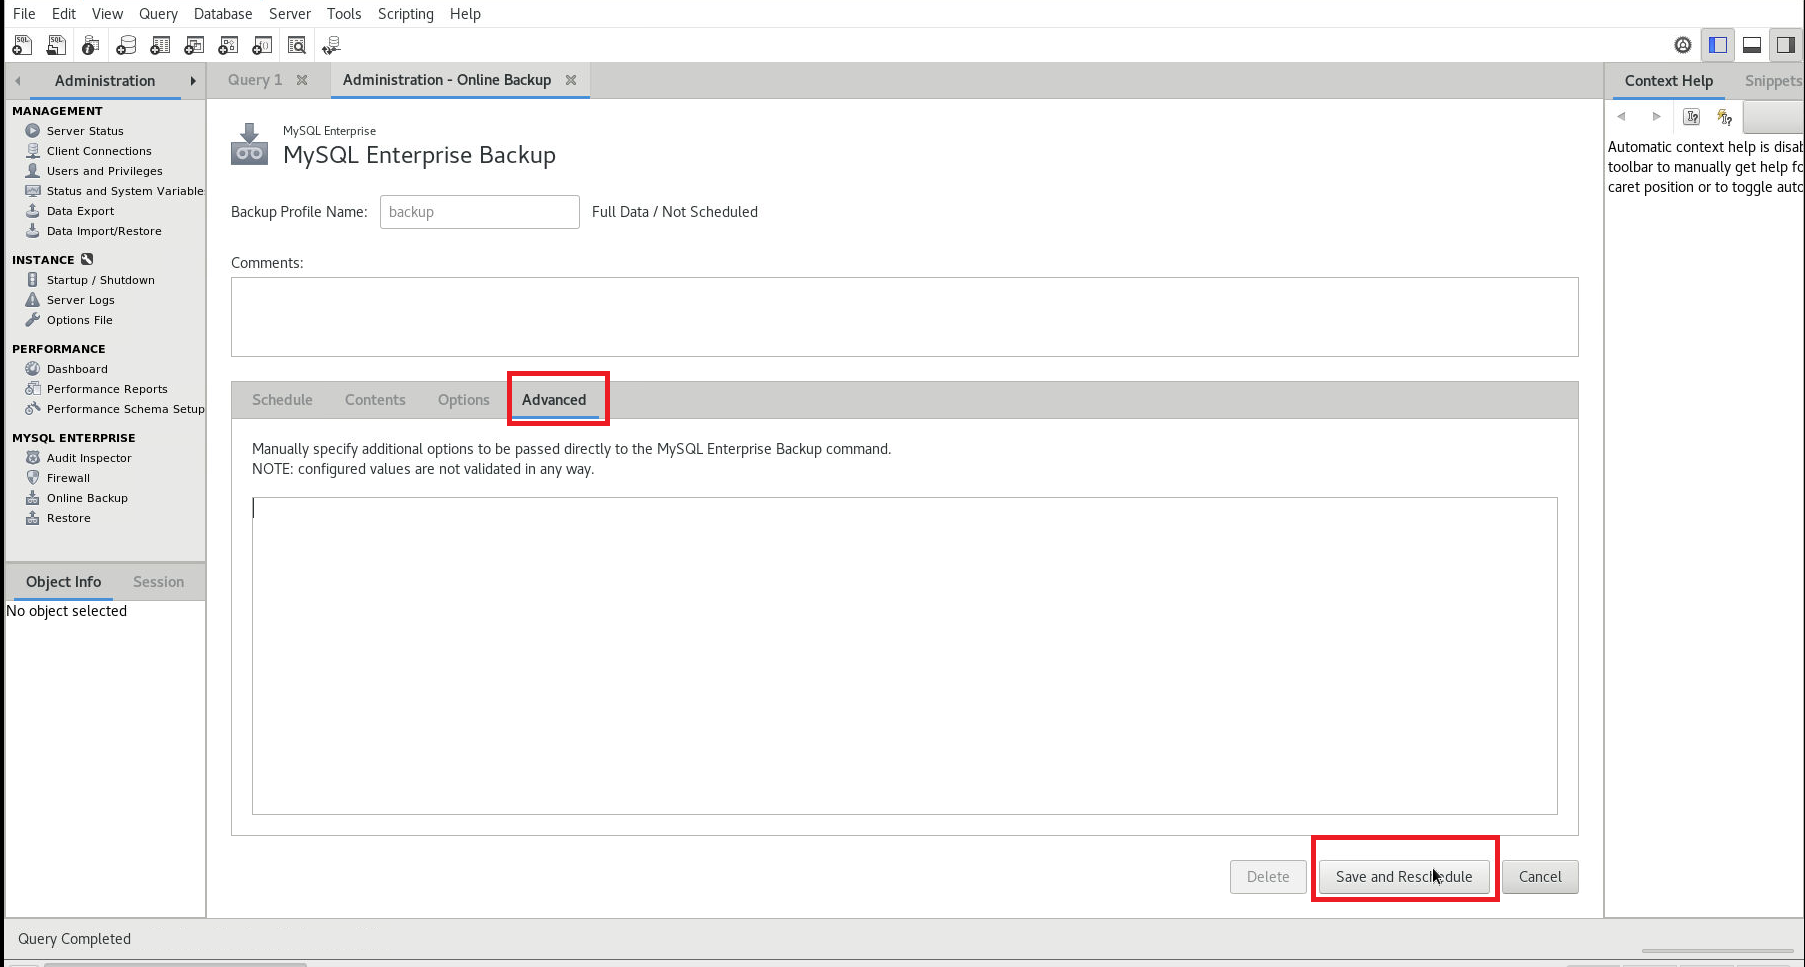 File Edit View Query Database Server Tools Scripting Help
Administration
MANAGEMENT
Server Status
Client Connections
Users and Privileges
Status and System Variable
Data Export
Data Import/Restore
INSTANCE
Startup / Shutdown
Server Logs
Options File
PERFORMANCE
Dashboard
Performance Reports
Performance Schema Setup
MYSQL ENTERPRISE
Audit Inspector
Firewall
Online Backup
Restore
Object Info Session
No object selected
Query 1 Administration - Online Backup
MySQL Enterprise
MySQL Enterprise Backup
Backup Profile Name: backup Full Data / Not Scheduled
Comments:
Schedule Contents Options Advanced
Manually specify additional options to be passed directly to the MySQL Enterprise Backup command.
NOTE: configured values are not validated in any way.
Delete Save and Reschedule Cancel
Context Help Snippets
Automatic context help is disab
toolbar to manually get help fo
caret position or to toggle auto
Query Completed